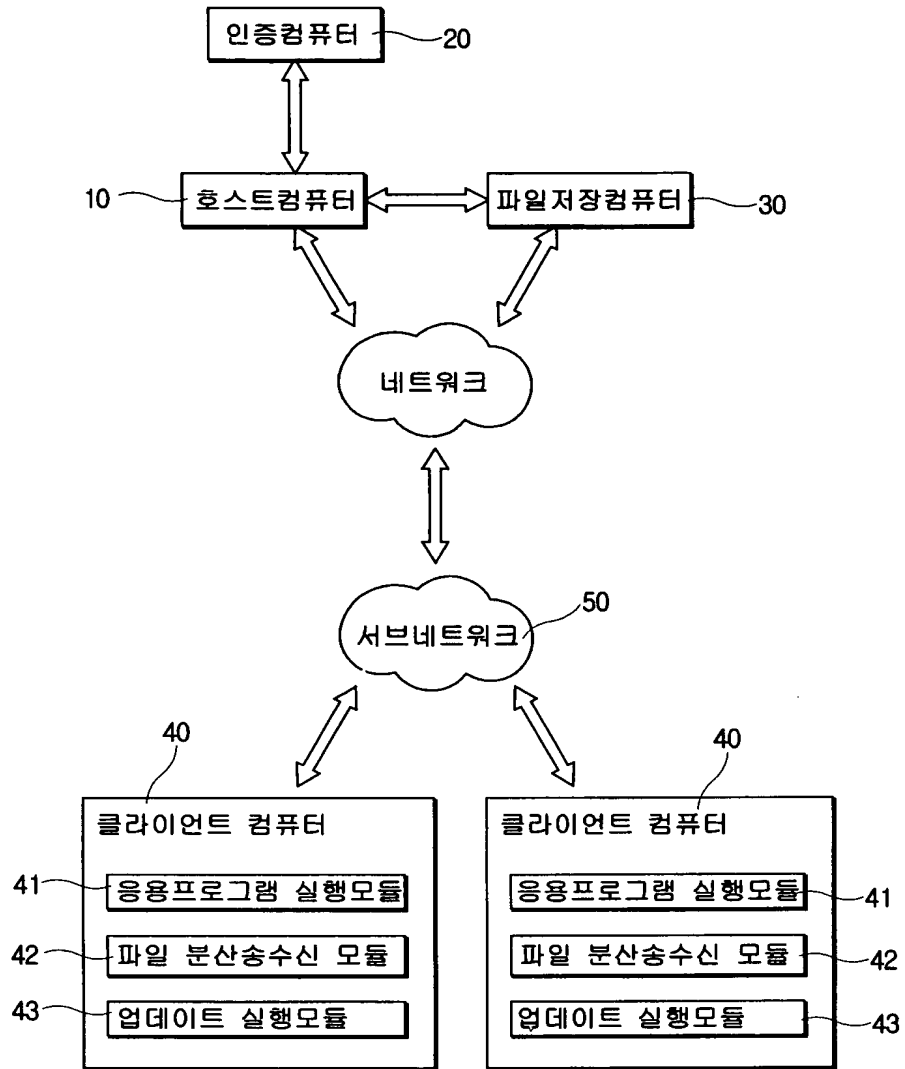 인증컴퓨터
20
10
호스트컴퓨터
파일저장컴퓨터
30
네트워크
50
서브네트워크
40
40
클라이언트 컴퓨터
클라이언트 컴퓨터
41
응용프로그램 실행모듈
응용프로그램 실행모듈
41
42
파일 분산송수신 모듈
파일 분산송수신 모듈
42
43
업데이트 실행모듈
업데이트 실행모듈
43